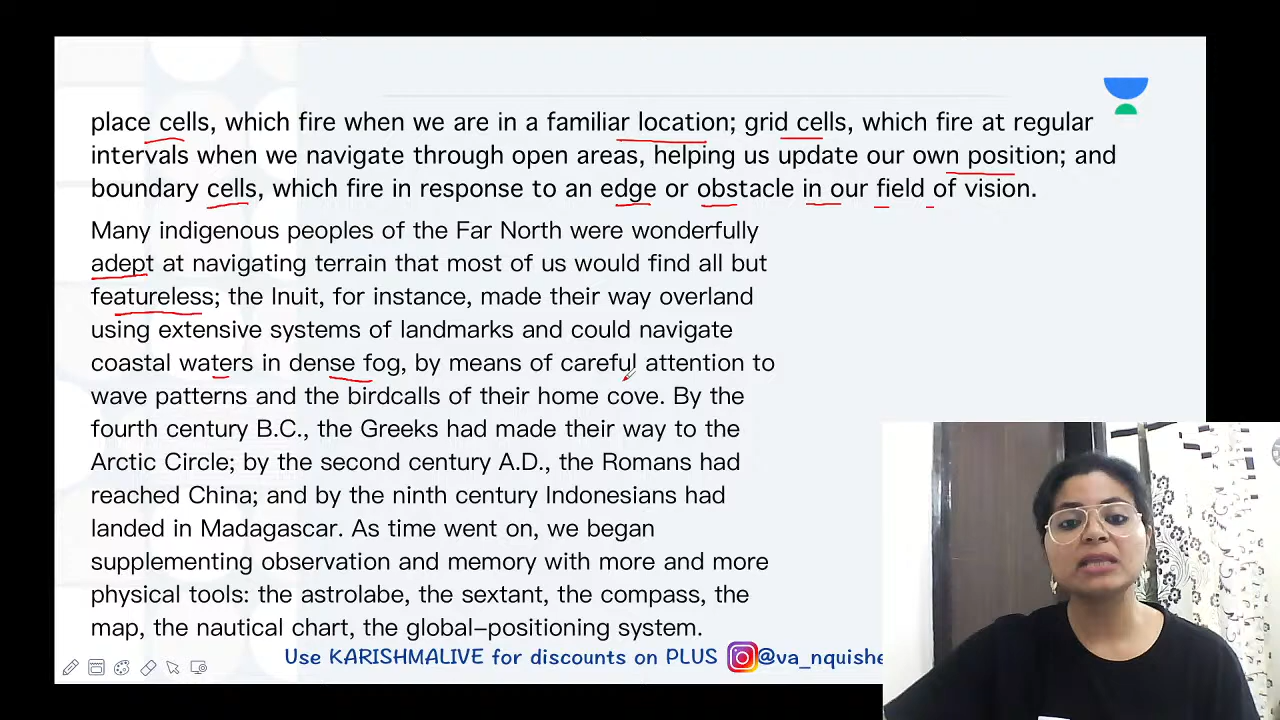 place cells, which fire when we are in a familiar location; grid cells, which fire at regular
intervals when we navigate through open areas, helping us update our own position; and
boundary cells, which fire in response to an edge or obstacle in our field of vision.
Many indigenous peoples of the Far North were wonderfully
adept at navigating terrain that most of us would find all but
featureless; the Inuit, for instance, made their way overland
using extensive systems of landmarks and could navigate
coastal waters in dense fog, by means of careful attention to
wave patterns and the birdcalls of their home cove. By the
fourth century B.C., the Greeks had made their way to the
Arctic Circle; by the second century A.D., the Romans had
reached China; and by the ninth century Indonesians had
landed in Madagascar. As time went on, we began
supplementing observation and memory with more and more
physical tools: the astrolabe, the sextant, the compass, the
map, the nautical chart, the global–positioning system.
Use KARISHMALIVE for discounts on PLUS @va_nquishe